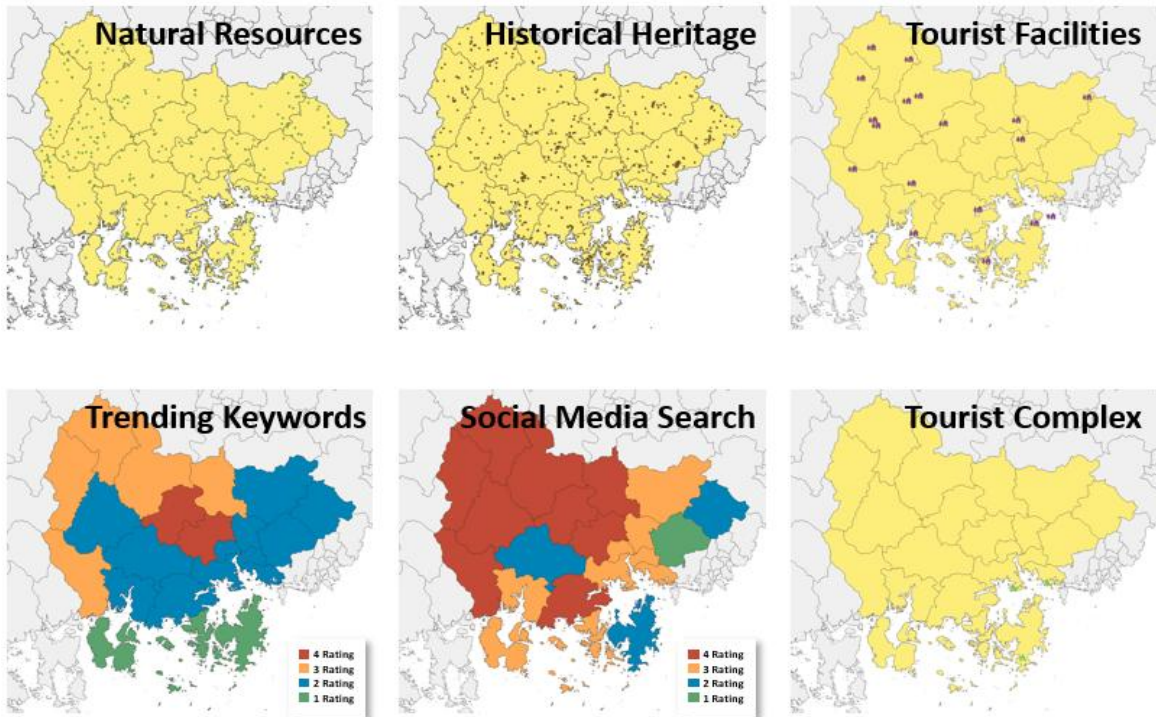 Natural Resources
Historical Heritage
Tourist Facilities
Trending Keywords
4 Rating
3 Rating
2 Rating
1 Rating
Social Media Search
4 Rating
3 Rating
2 Rating
1 Rating
Tourist Complex